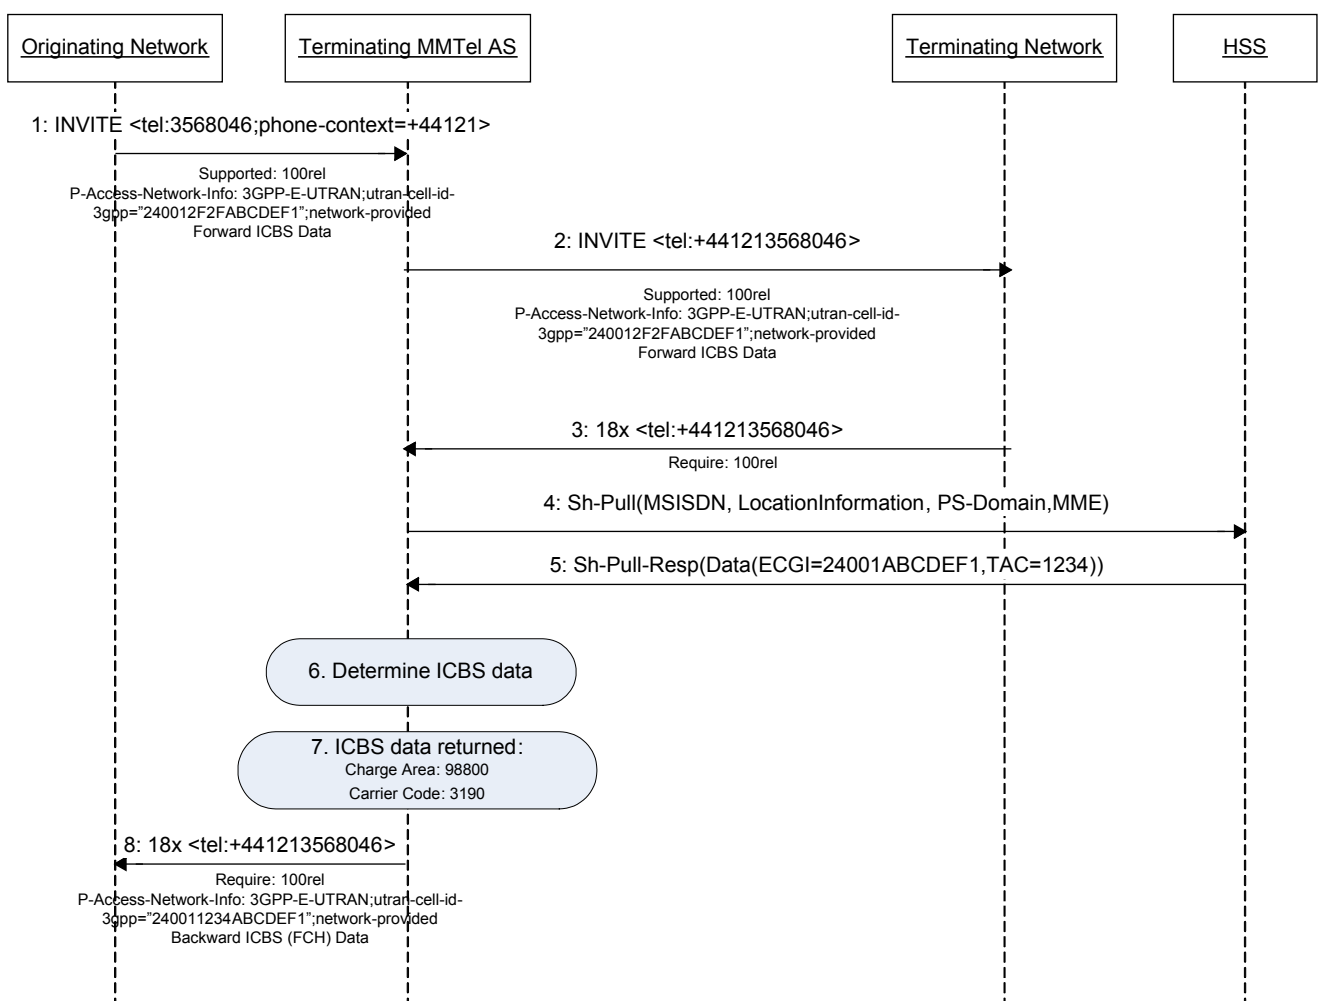 Originating Network
Terminating MMTel AS
Terminating Network
HSS
1: INVITE <tel:3568046;phone-context=+44121>
Supported: 100rel
P-Access-Network-Info: 3GPP-E-UTRAN;utran-cell-id-
3gpp=”240012F2FABCDEF1”;network-provided
Forward ICBS Data
2: INVITE <tel:+441213568046>
Supported: 100rel
P-Access-Network-Info: 3GPP-E-UTRAN;utran-cell-id-
3gpp=”240012F2FABCDEF1”;network-provided
Forward ICBS Data
3: 18x <tel:+441213568046>
Require: 100rel
4: Sh-Pull(MSISDN, LocationInformation, PS-Domain,MME)
5: Sh-Pull-Resp(Data(ECGI=24001ABCDEF1,TAC=1234))
6. Determine ICBS data
7. ICBS data returned:
Charge Area: 98800
Carrier Code: 3190
8: 18x <tel:+441213568046>
Require: 100rel
P-Access-Network-Info: 3GPP-E-UTRAN;utran-cell-id-
3gpp=”240011234ABCDEF1”;network-provided
Backward ICBS (FCH) Data